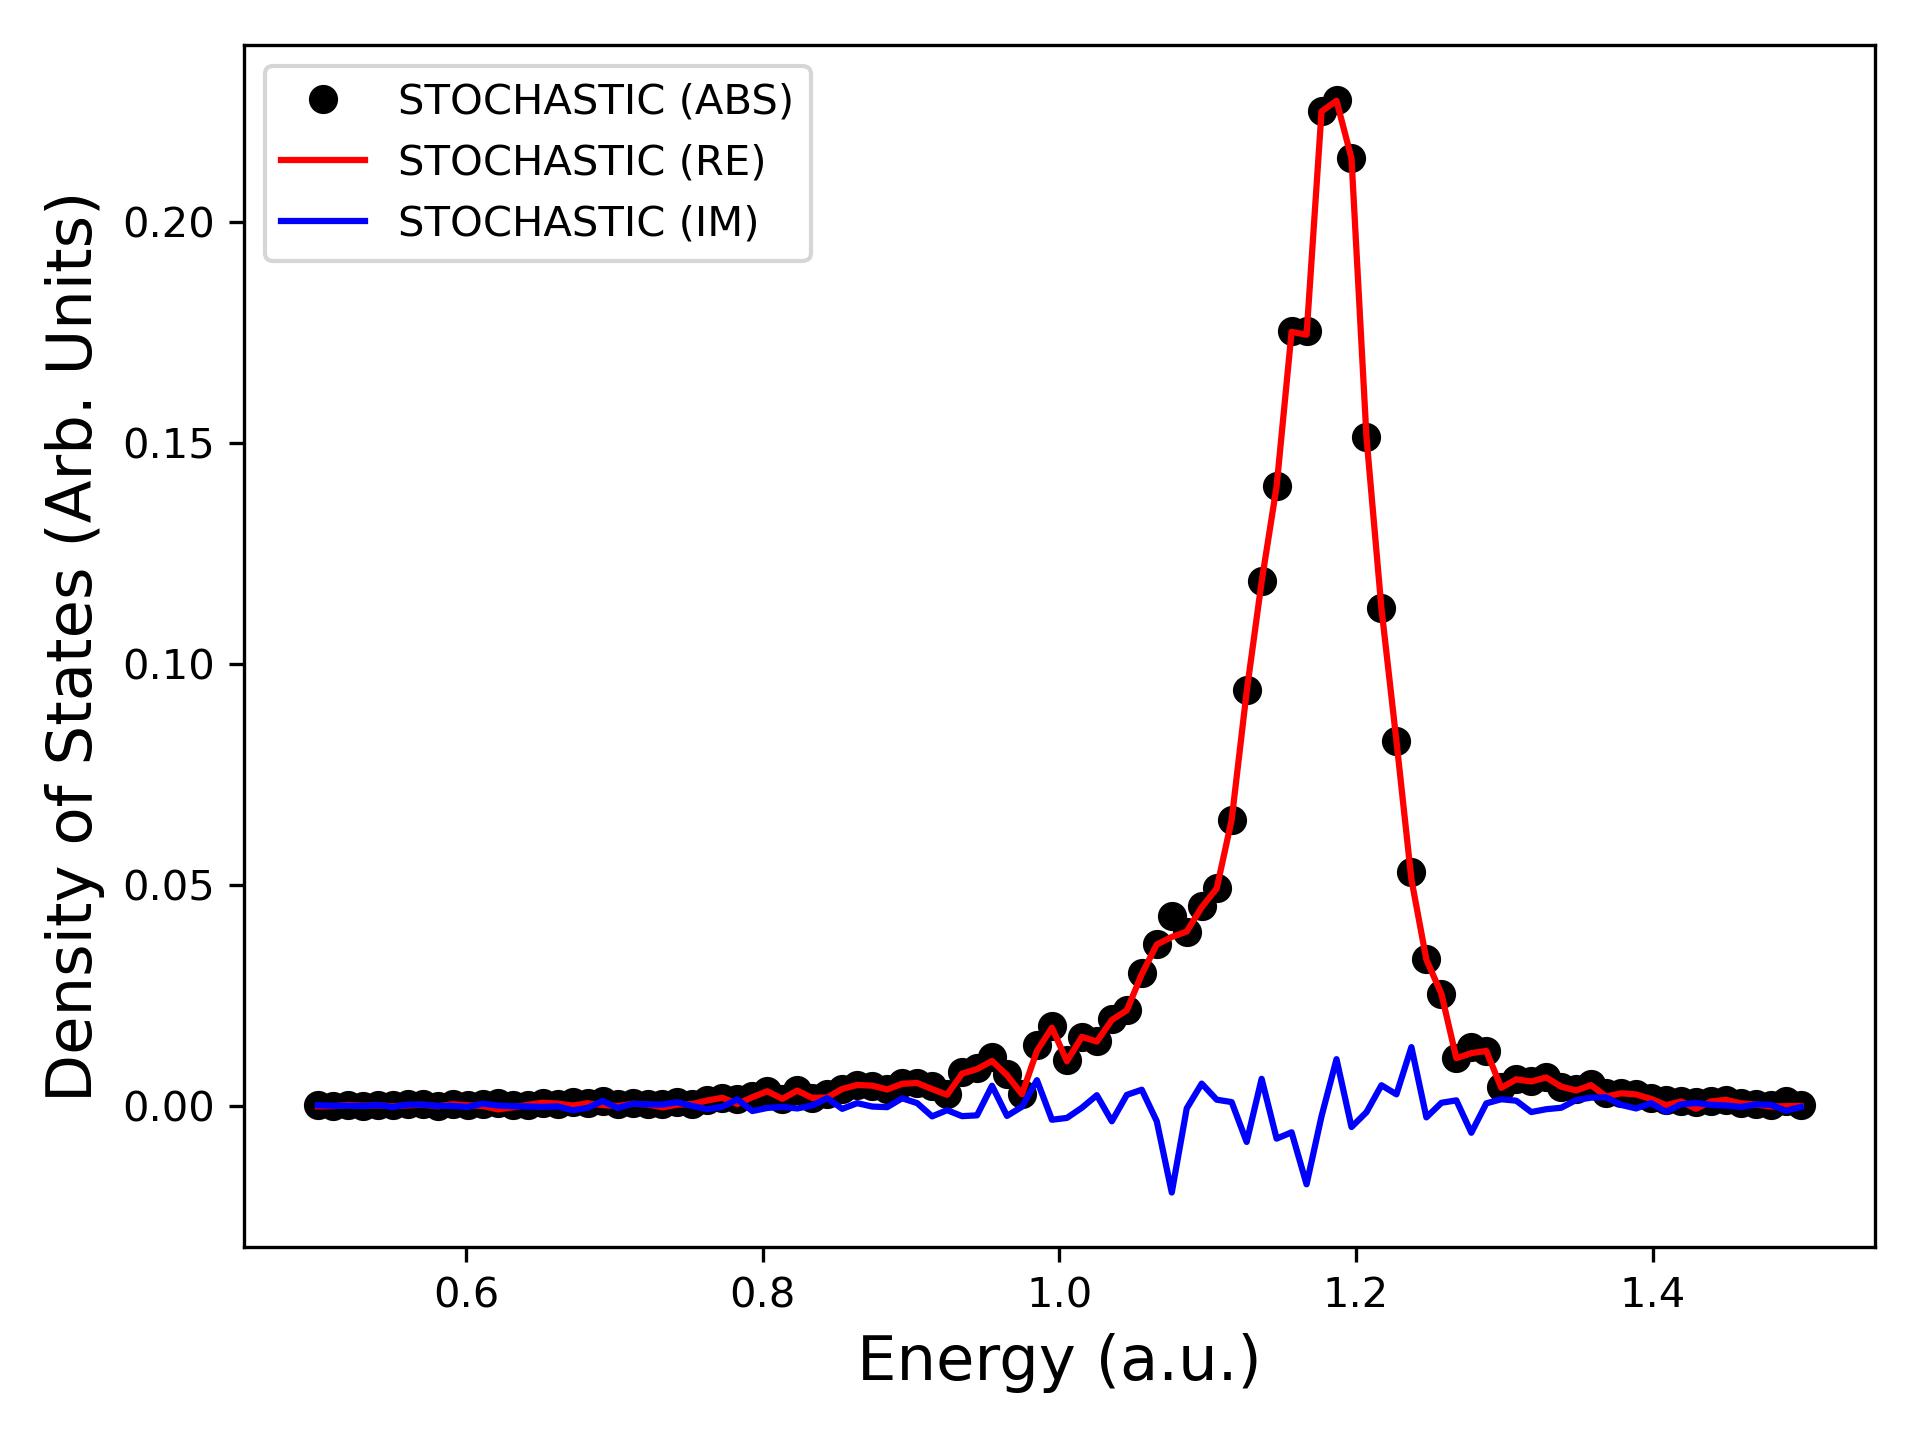 STOCHASTIC (ABS)
STOCHASTIC (RE)
STOCHASTIC (IM)
Density of States (Arb. Units)
0.20
0.15
0.10
0.05
0.00
0.6 0.8 1.0 1.2 1.4
Energy (a.u.)